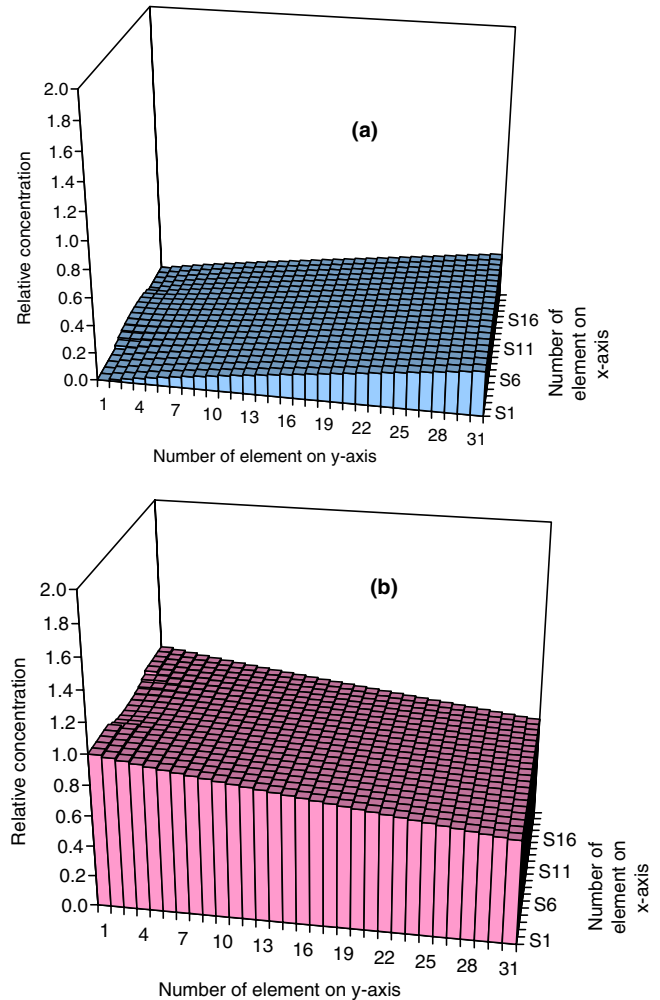 (a)
2.0
1.8
1.6
1.4
1.2
1.0
0.8
0.6
0.4
0.2
0.0
Relative concentration
1 4 7 10 13 16 19 22 25 28 31
Number of element on y-axis
S16
S11
S6
S1
Number of
element on
x-axis
(b)
2.0
1.8
1.6
1.4
1.2
1.0
0.8
0.6
0.4
0.2
0.0
Relative concentration
1 4 7 10 13 16 19 22 25 28 31
Number of element on y-axis
S16
S11
S6
S1
Number of
element on
x-axis